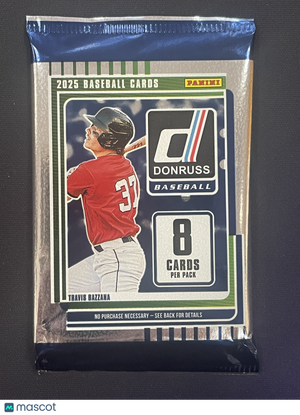 2025 BASEBALL CARDS
PANINI
37
DONRUSS
BASEBALL
8
CARDS
PER PACK
TRAVIS BAZZANA
NO PURCHASE NECESSARY — SEE BACK FOR DETAILS
mascot